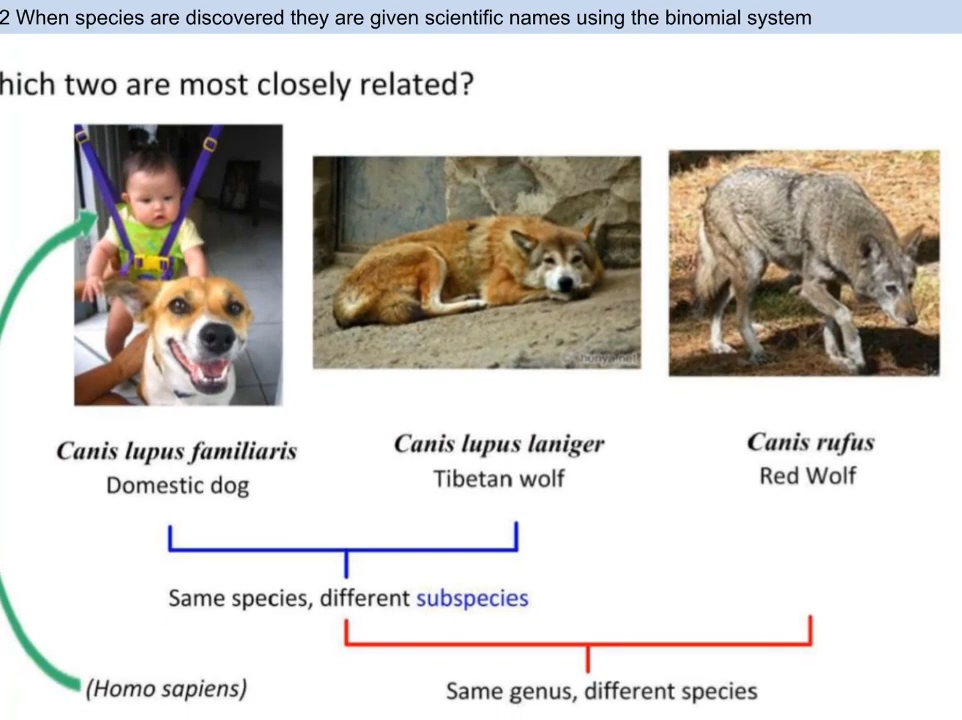 2 When species are discovered they are given scientific names using the binomial system
hich two are most closely related?
Canis lupus familiaris
Domestic dog
Canis lupus laniger
Tibetan wolf
Canis rufus
Red Wolf
Same species, different subspecies
(Homo sapiens)
Same genus, different species